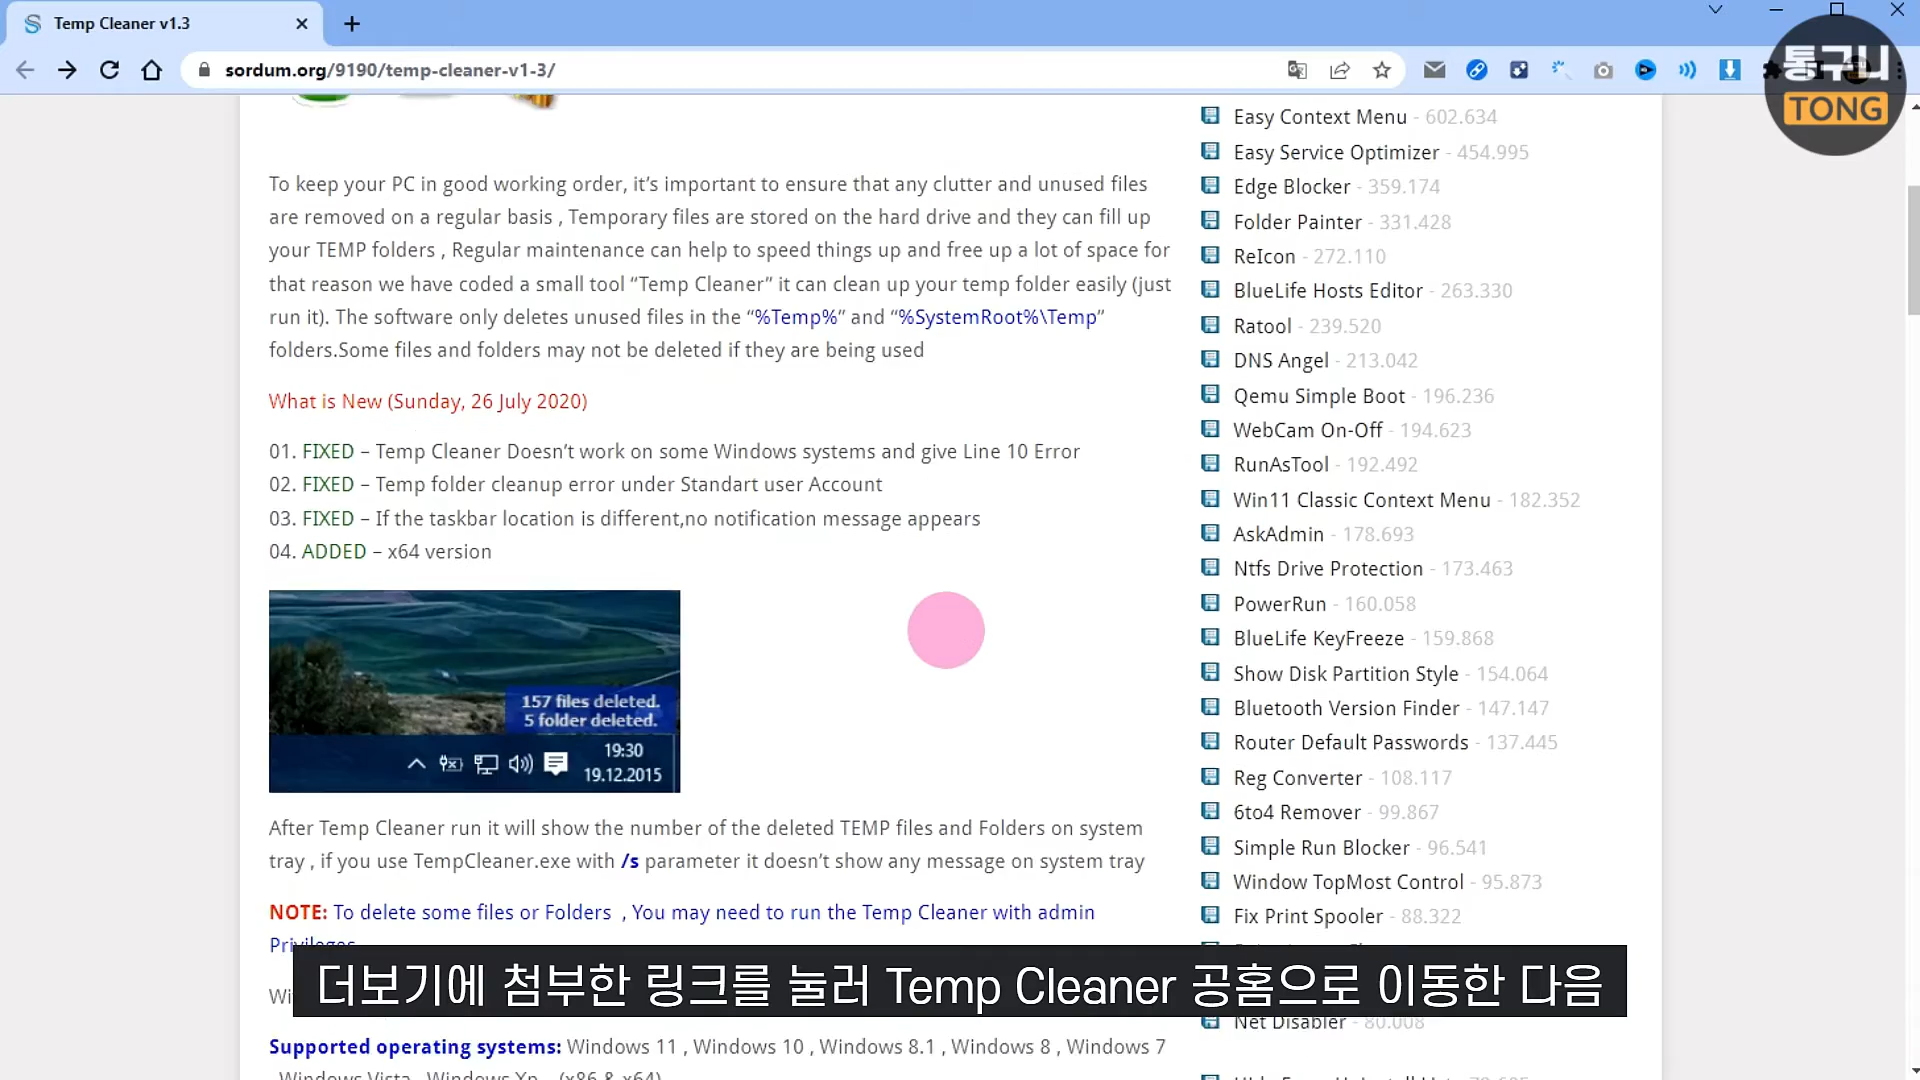 Temp Cleaner v1.3
sordum.org/9190/temp-cleaner-v1-3/
통구니
TONG
To keep your PC in good working order, it’s important to ensure that any clutter and unused files
are removed on a regular basis , Temporary files are stored on the hard drive and they can fill up
your TEMP folders , Regular maintenance can help to speed things up and free up a lot of space for
that reason we have coded a small tool “Temp Cleaner” it can clean up your temp folder easily (just
run it). The software only deletes unused files in the “%Temp%” and “%SystemRoot%\Temp”
folders.Some files and folders may not be deleted if they are being used
What is New (Sunday, 26 July 2020)
01. FIXED – Temp Cleaner Doesn’t work on some Windows systems and give Line 10 Error
02. FIXED – Temp folder cleanup error under Standart user Account
03. FIXED – If the taskbar location is different,no notification message appears
04. ADDED – x64 version
157 files deleted.
5 folder deleted.
19:30
19.12.2015
After Temp Cleaner run it will show the number of the deleted TEMP files and Folders on system
tray , if you use TempCleaner.exe with /s parameter it doesn’t show any message on system tray
NOTE: To delete some files or Folders , You may need to run the Temp Cleaner with admin
Privileges
더보기에 첨부한 링크를 눌러 Temp Cleaner 공홈으로 이동한 다음
Supported operating systems: Windows 11 , Windows 10 , Windows 8.1 , Windows 8 , Windows 7
, Windows Vista , Windows Xp – (x86 & x64)
Easy Context Menu - 602.634
Easy Service Optimizer - 454.995
Edge Blocker - 359.174
Folder Painter - 331.428
ReIcon - 272.110
BlueLife Hosts Editor - 263.330
Ratool - 239.520
DNS Angel - 213.042
Qemu Simple Boot - 196.236
WebCam On-Off - 194.623
RunAsTool - 192.492
Win11 Classic Context Menu - 182.352
AskAdmin - 178.693
Ntfs Drive Protection - 173.463
PowerRun - 160.058
BlueLife KeyFreeze - 159.868
Show Disk Partition Style - 154.064
Bluetooth Version Finder - 147.147
Router Default Passwords - 137.445
Reg Converter - 108.117
6to4 Remover - 99.867
Simple Run Blocker - 96.541
Window TopMost Control - 95.873
Fix Print Spooler - 88.322
Net Disabler - 80.008